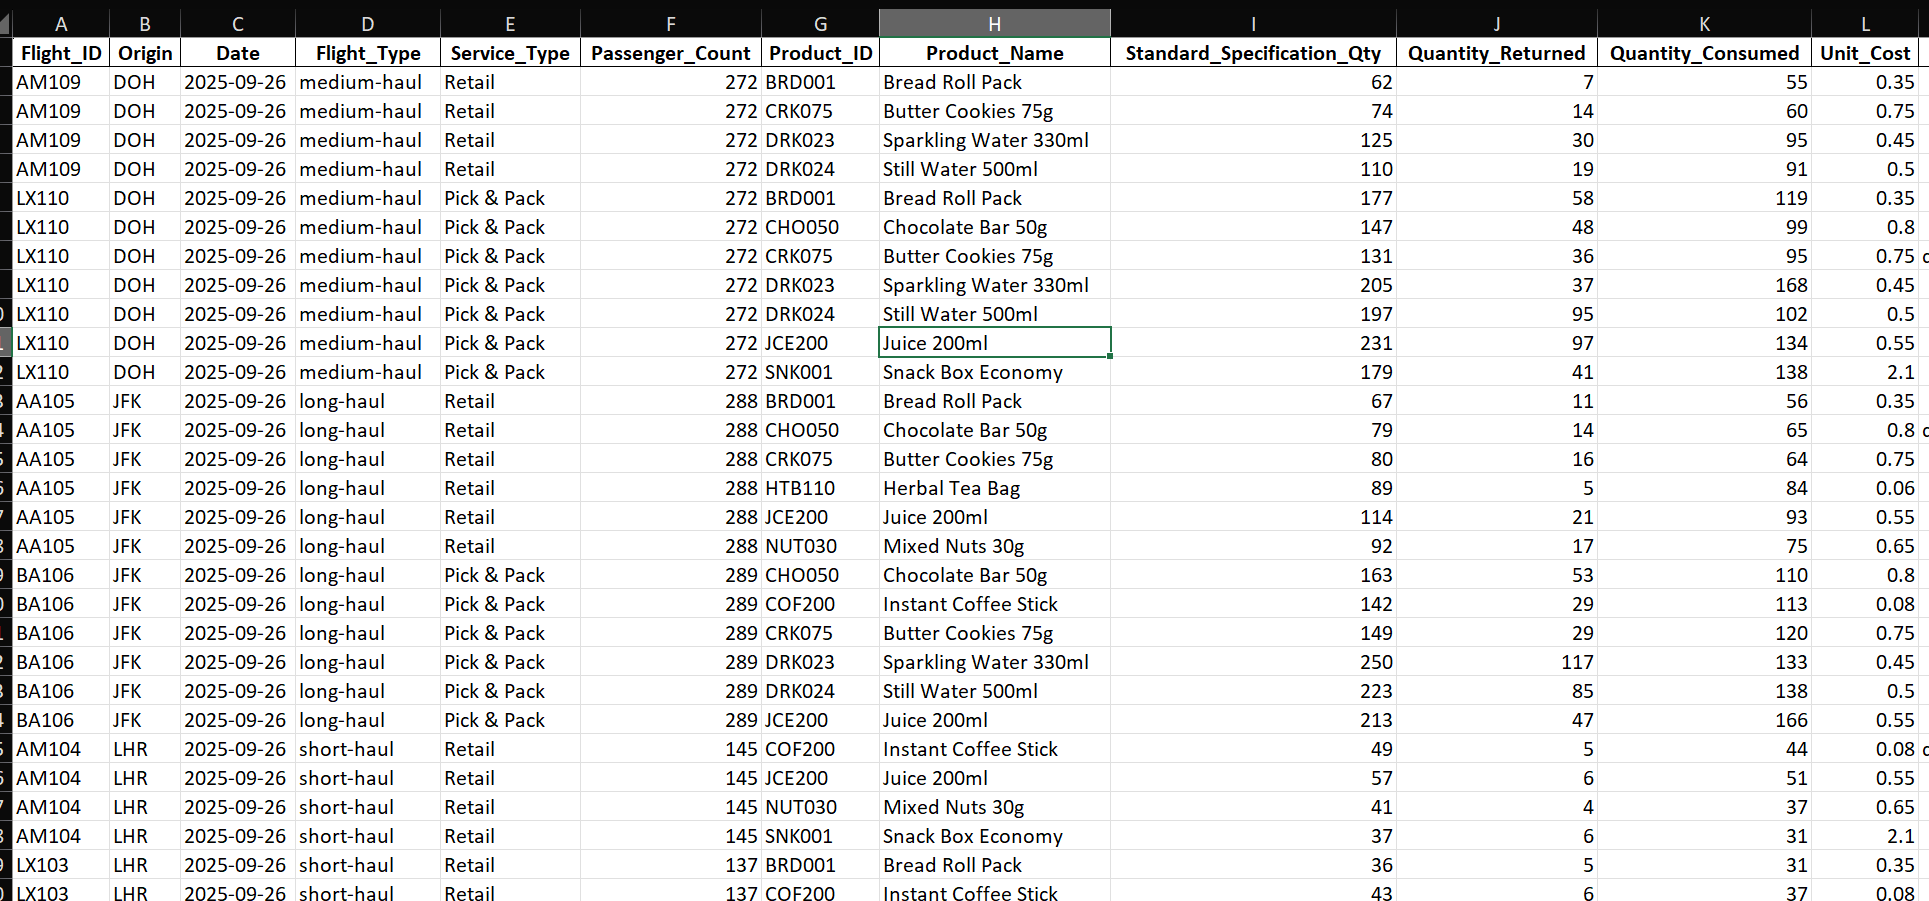 A B C D E F G H I J K L
Flight_ID Origin Date Flight_Type Service_Type Passenger_Count Product_ID Product_Name Standard_Specification_Qty Quantity_Returned Quantity_Consumed Unit_Cost
AM109 DOH 2025-09-26 medium-haul Retail 272 BRD001 Bread Roll Pack 62 7 55 0.35
AM109 DOH 2025-09-26 medium-haul Retail 272 CRK075 Butter Cookies 75g 74 14 60 0.75
AM109 DOH 2025-09-26 medium-haul Retail 272 DRK023 Sparkling Water 330ml 125 30 95 0.45
AM109 DOH 2025-09-26 medium-haul Retail 272 DRK024 Still Water 500ml 110 19 91 0.5
LX110 DOH 2025-09-26 medium-haul Pick & Pack 272 BRD001 Bread Roll Pack 177 58 119 0.35
LX110 DOH 2025-09-26 medium-haul Pick & Pack 272 CHO050 Chocolate Bar 50g 147 48 99 0.8
LX110 DOH 2025-09-26 medium-haul Pick & Pack 272 CRK075 Butter Cookies 75g 131 36 95 0.75
LX110 DOH 2025-09-26 medium-haul Pick & Pack 272 DRK023 Sparkling Water 330ml 205 37 168 0.45
LX110 DOH 2025-09-26 medium-haul Pick & Pack 272 DRK024 Still Water 500ml 197 95 102 0.5
LX110 DOH 2025-09-26 medium-haul Pick & Pack 272 JCE200 Juice 200ml 231 97 134 0.55
LX110 DOH 2025-09-26 medium-haul Pick & Pack 272 SNK001 Snack Box Economy 179 41 138 2.1
AA105 JFK 2025-09-26 long-haul Retail 288 BRD001 Bread Roll Pack 67 11 56 0.35
AA105 JFK 2025-09-26 long-haul Retail 288 CHO050 Chocolate Bar 50g 79 14 65 0.8
AA105 JFK 2025-09-26 long-haul Retail 288 CRK075 Butter Cookies 75g 80 16 64 0.75
AA105 JFK 2025-09-26 long-haul Retail 288 HTB110 Herbal Tea Bag 89 5 84 0.06
AA105 JFK 2025-09-26 long-haul Retail 288 JCE200 Juice 200ml 114 21 93 0.55
AA105 JFK 2025-09-26 long-haul Retail 288 NUT030 Mixed Nuts 30g 92 17 75 0.65
BA106 JFK 2025-09-26 long-haul Pick & Pack 289 CHO050 Chocolate Bar 50g 163 53 110 0.8
BA106 JFK 2025-09-26 long-haul Pick & Pack 289 COF200 Instant Coffee Stick 142 29 113 0.08
BA106 JFK 2025-09-26 long-haul Pick & Pack 289 CRK075 Butter Cookies 75g 149 29 120 0.75
BA106 JFK 2025-09-26 long-haul Pick & Pack 289 DRK023 Sparkling Water 330ml 250 117 133 0.45
BA106 JFK 2025-09-26 long-haul Pick & Pack 289 DRK024 Still Water 500ml 223 85 138 0.5
BA106 JFK 2025-09-26 long-haul Pick & Pack 289 JCE200 Juice 200ml 213 47 166 0.55
AM104 LHR 2025-09-26 short-haul Retail 145 COF200 Instant Coffee Stick 49 5 44 0.08
AM104 LHR 2025-09-26 short-haul Retail 145 JCE200 Juice 200ml 57 6 51 0.55
AM104 LHR 2025-09-26 short-haul Retail 145 NUT030 Mixed Nuts 30g 41 4 37 0.65
AM104 LHR 2025-09-26 short-haul Retail 145 SNK001 Snack Box Economy 37 6 31 2.1
LX103 LHR 2025-09-26 short-haul Retail 137 BRD001 Bread Roll Pack 36 5 31 0.35
LX103 LHR 2025-09-26 short-haul Retail 137 COF200 Instant Coffee Stick 43 6 37 0.08